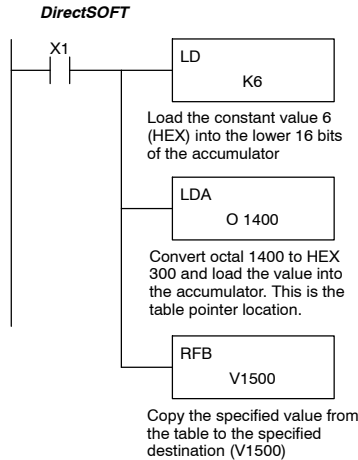 DirectSOFT
X1
LD
K6
Load the constant value 6
(HEX) into the lower 16 bits
of the accumulator
LDA
O 1400
Convert octal 1400 to HEX
300 and load the value into
the accumulator. This is the
table pointer location.
RFB
V1500
Copy the specified value from
the table to the specified
destination (V1500)